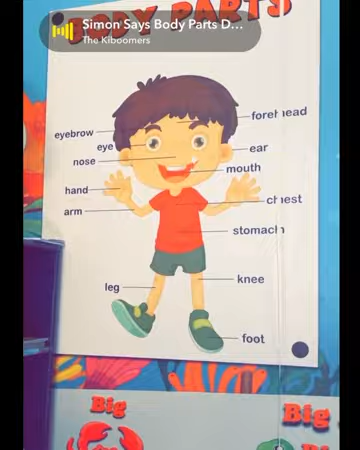 BODY PARTS
Simon Says Body Parts D...
The Kiboomers
forehead
eyebrow
eye
ear
nose
mouth
hand
chest
arm
stomach
knee
leg
foot
Big
Big